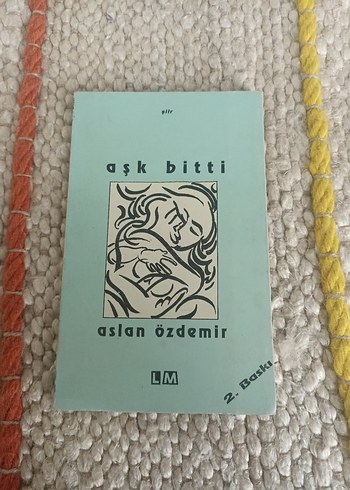 şiir
aşk bitti
aslan özdemir
LM
2. Baskı